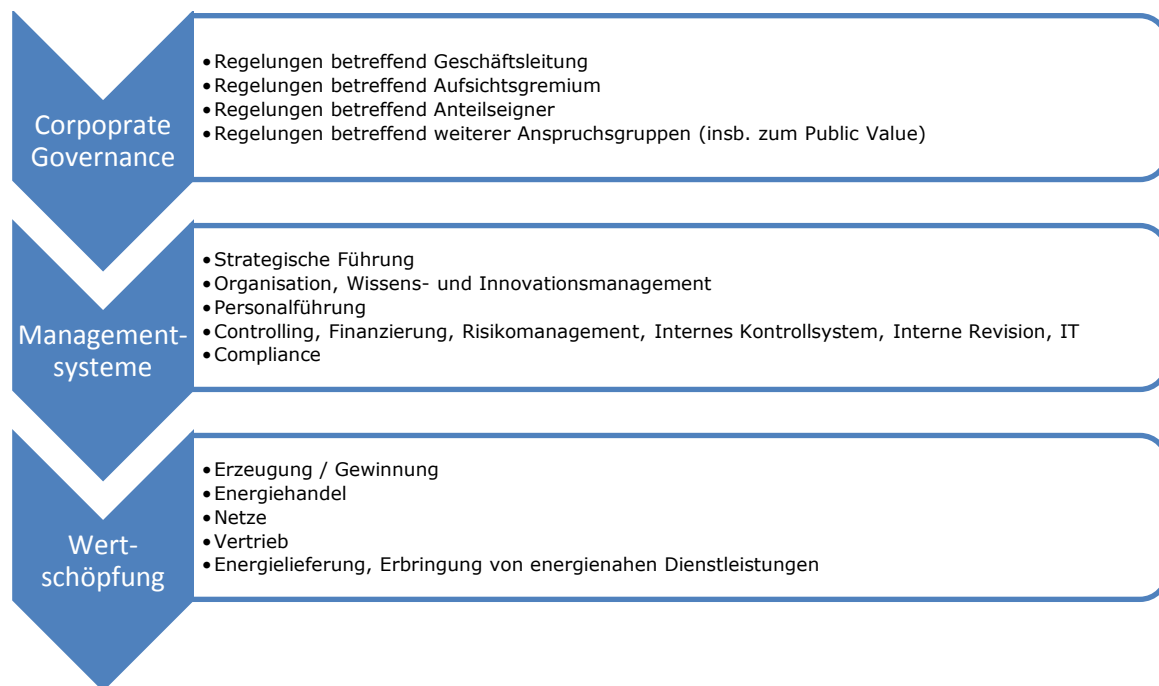 Corpoprate
Governance
•Regelungen betreffend Geschäftsleitung
•Regelungen betreffend Aufsichtsgremium
•Regelungen betreffend Anteilseigner
•Regelungen betreffend weiterer Anspruchsgruppen (insb. zum Public Value)
Management-
systeme
•Strategische Führung
•Organisation, Wissens- und Innovationsmanagement
•Personalführung
•Controlling, Finanzierung, Risikomanagement, Internes Kontrollsystem, Interne Revision, IT
•Compliance
Wert-
schöpfung
•Erzeugung / Gewinnung
•Energiehandel
•Netze
•Vertrieb
•Energielieferung, Erbringung von energienahen Dienstleistungen